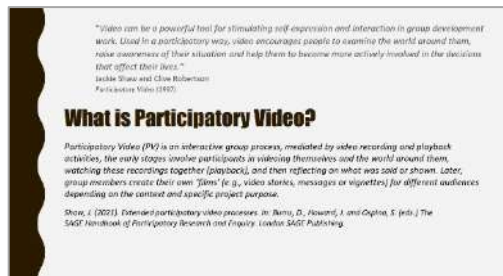 "Video can be a powerful tool for stimulating self-expression and interaction in group development
work. Used in a participatory way, video encourages people to examine the world around them,
raise awareness of their situation and help them to become more actively involved in the decisions
that affect their lives."
Jackie Shaw and Clive Robertson
Participatory Video (1997)
What is Participatory Video?
Participatory Video (PV) is an interactive group process, mediated by video recording and playback
activities, the early stages involve participants in videoing themselves and the world around them,
watching these recordings together (playback), and then reflecting on what was said or shown. Later,
group members create their own 'films' (e.g., video stories, messages or vignettes) for different audiences
depending on the context and specific project purpose.
Shaw, J. (2021). Extended participatory video processes. In: Burns, D., Howard, J. and Ospina, S. (eds.) The
SAGE Handbook of Participatory Research and Enquiry. London SAGE Publishing.